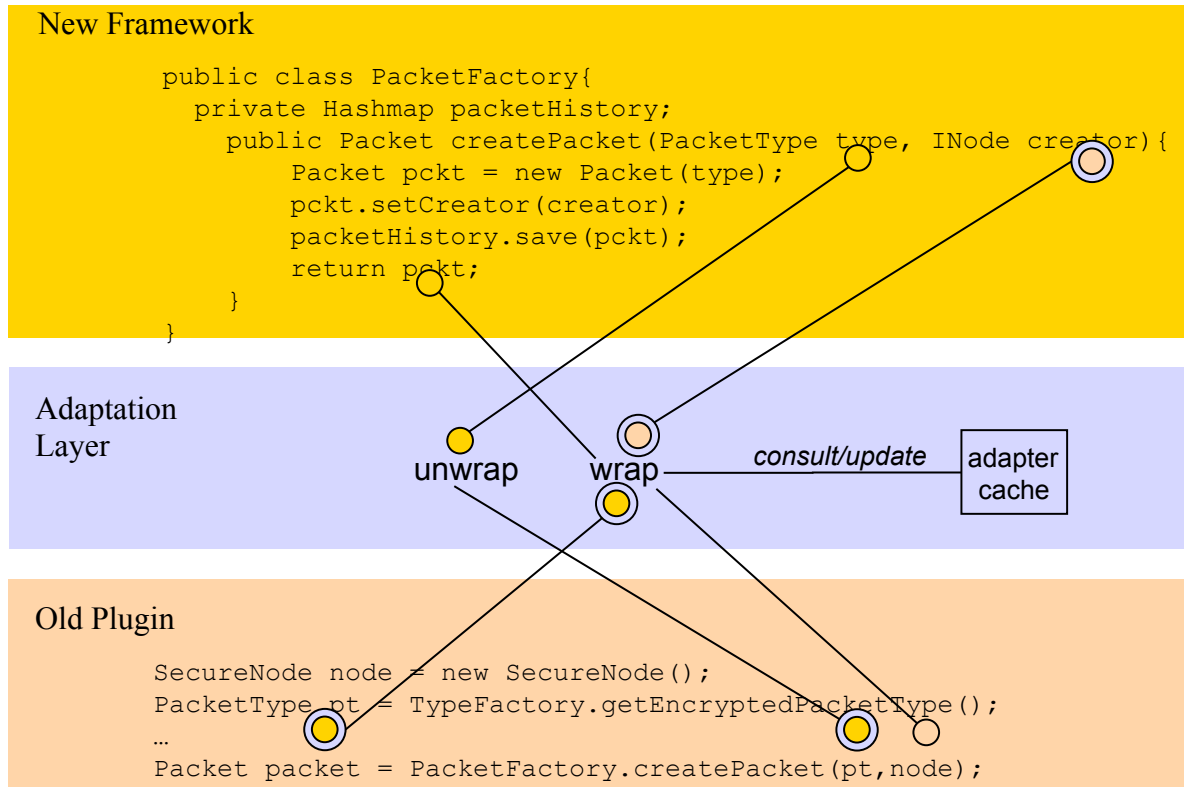 New Framework
public class PacketFactory{
private Hashmap packetHistory;
public Packet createPacket(PacketType type, INode creator){
Packet pckt = new Packet(type);
pckt.setCreator(creator);
packetHistory.save(pckt);
return pckt;
}
}
Adaptation
Layer
unwrap
wrap
consult/update
adapter
cache
Old Plugin
SecureNode node = new SecureNode();
PacketType pt = TypeFactory.getEncryptedPacketType();
…
Packet packet = PacketFactory.createPacket(pt,node);